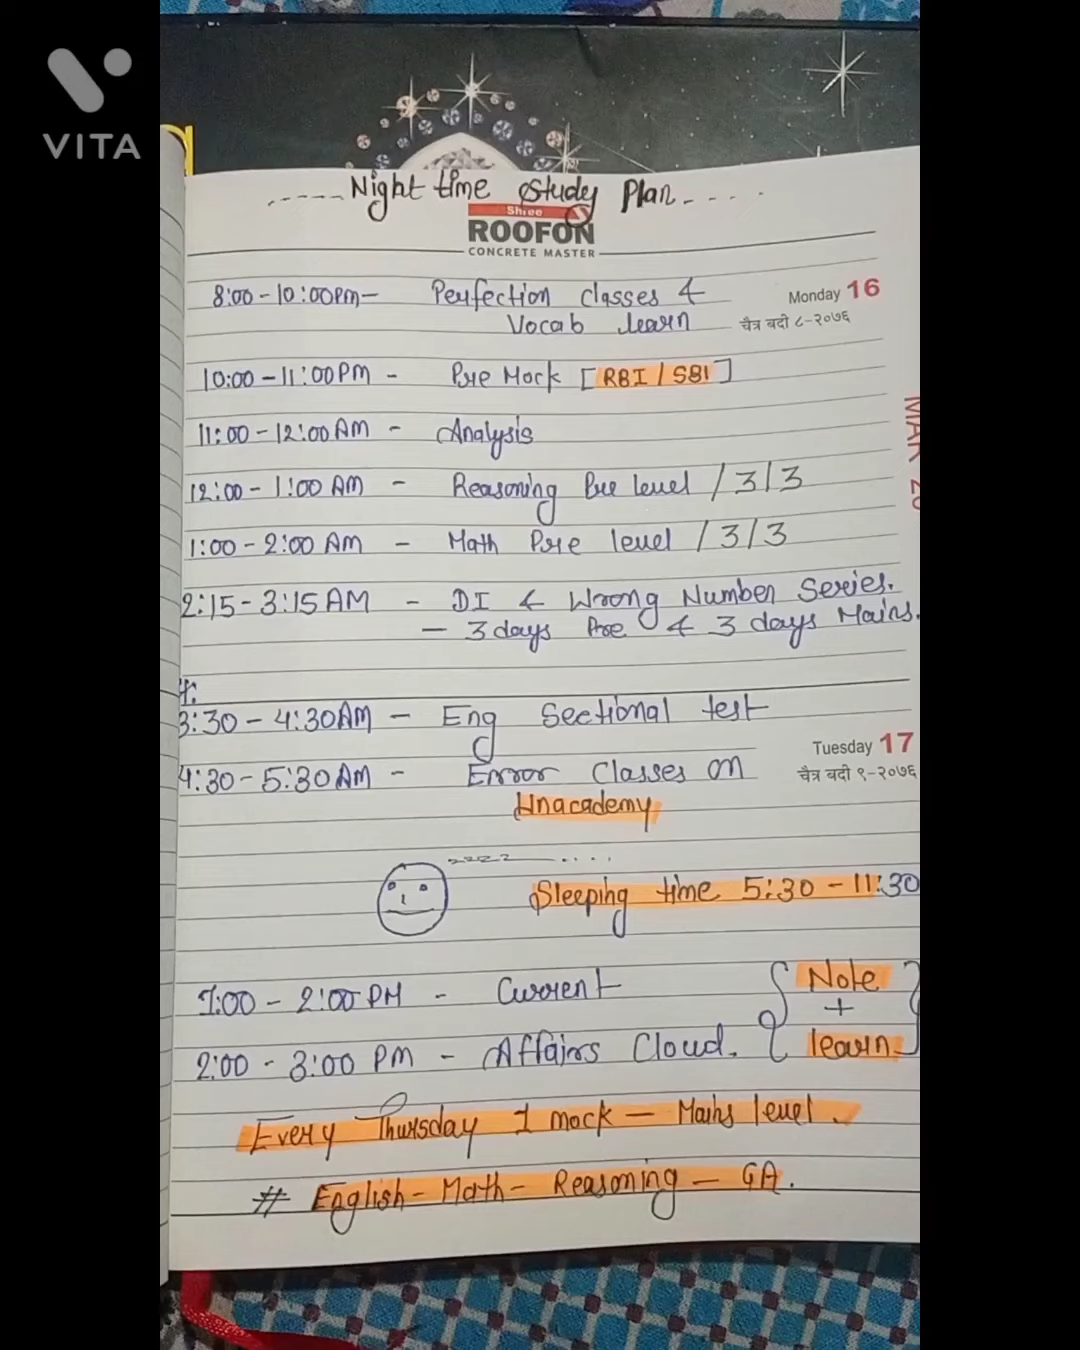 VITA
----- Night time Study Plan - - - -
Shree
ROOFON
CONCRETE MASTER
8:00 - 10:00PM - Perfection classes &
Vocab learn
Monday 16
चैत्र बदी ८-२०७६
10:00 - 11:00PM - Pre Mock [RBI / SBI]
11:00 - 12:00AM - Analysis
MAR 20
12:00 - 1:00 AM - Reasoning Pre level / 3/3
1:00 - 2:00 AM - Math Pre level / 3/3
2:15 - 3:15AM - DI & Wrong Number Series.
- 3 days Pre & 3 days Mains.
3:30 - 4:30AM - Eng Sectional test
Tuesday 17
चैत्र बदी ९-२०७६
4:30 - 5:30AM - Error Classes on
Unacademy
zzzz ....
Sleeping time 5:30 - 11:30
1:00 - 2:00 PM - Current { Note
+
2:00 - 3:00 PM - Affairs Cloud. learn }
Every Thursday 1 mock - Mains level.
# English - Math - Reasoning - GA.